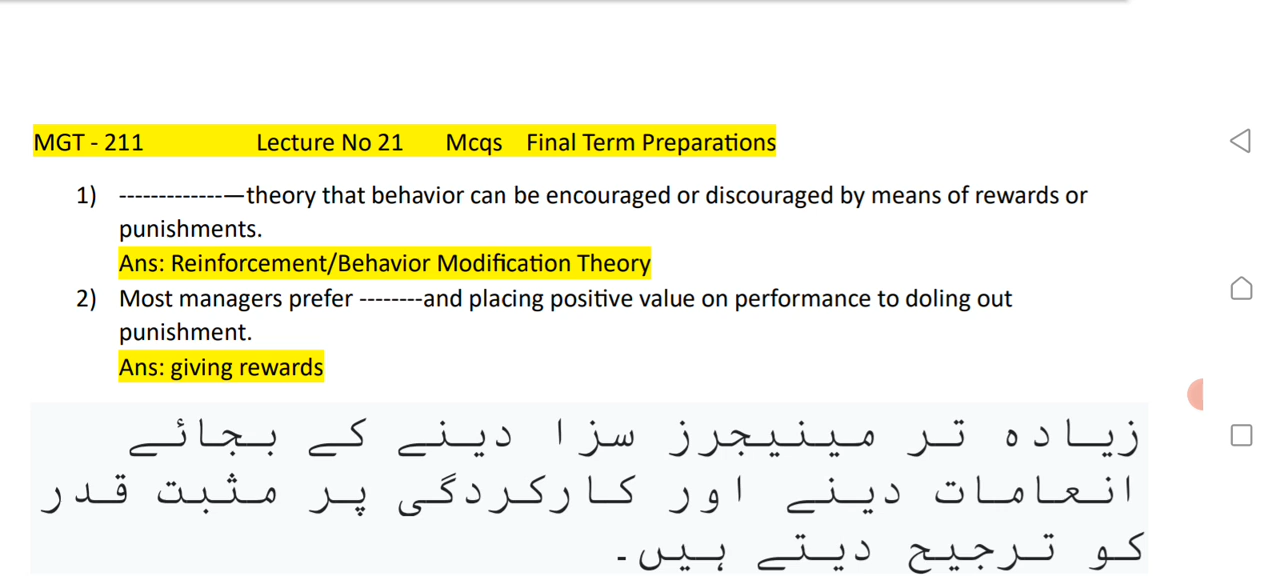 MGT - 211 Lecture No 21 Mcqs Final Term Preparations
1) -------------—theory that behavior can be encouraged or discouraged by means of rewards or
punishments.
Ans: Reinforcement/Behavior Modification Theory
2) Most managers prefer --------and placing positive value on performance to doling out
punishment.
Ans: giving rewards
زیادہ تر مینیجرز سزا دینے کے بجائے
انعامات دینے اور کارکردگی پر مثبت قدر
کو ترجیح دیتے ہیں۔